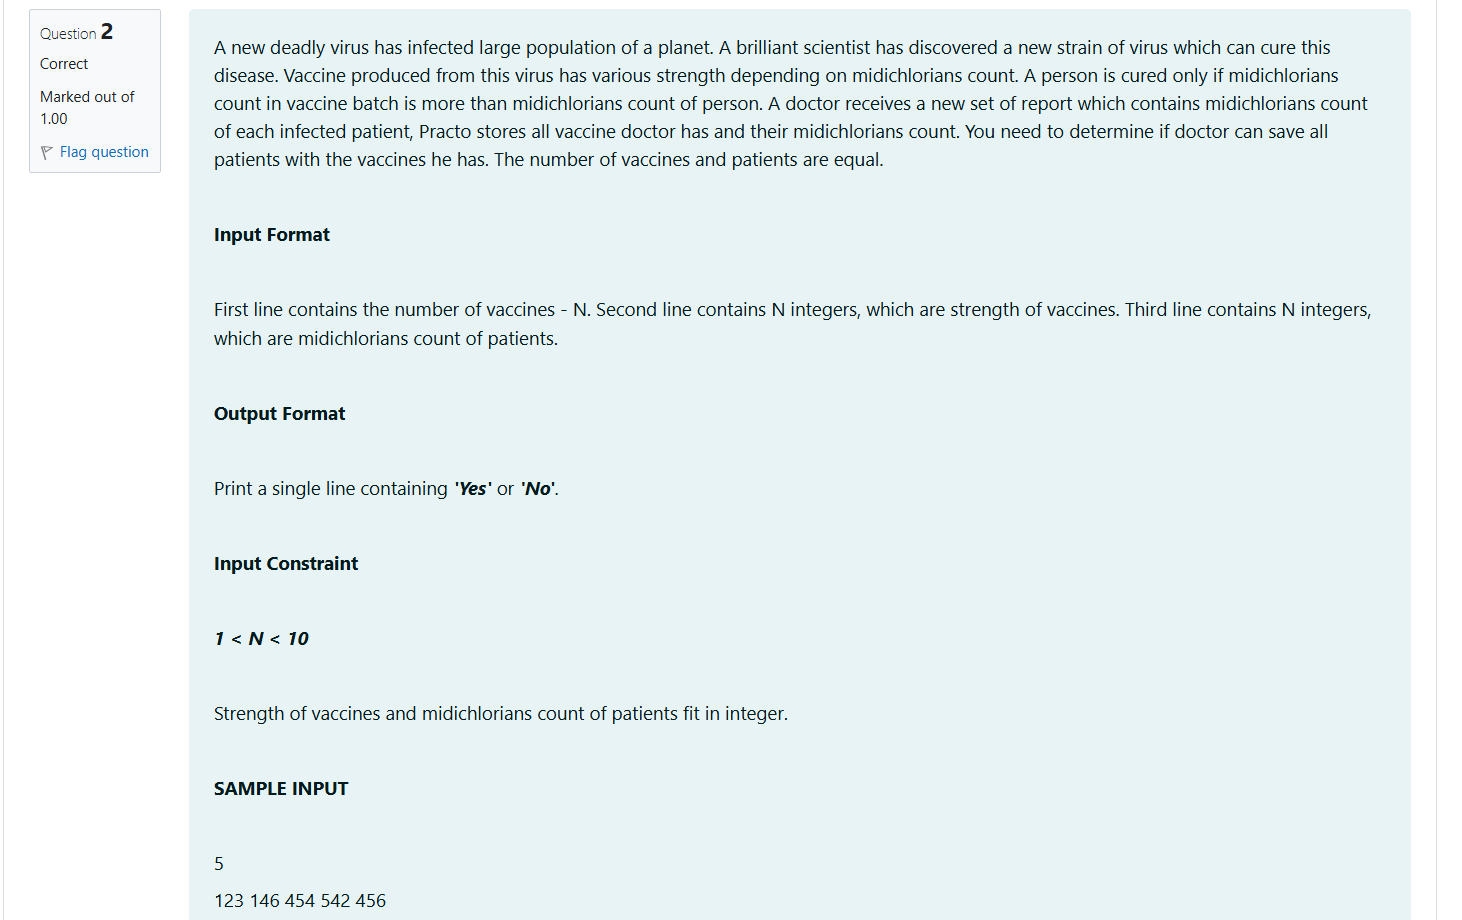 Question 2
Correct
Marked out of
1.00
Flag question
A new deadly virus has infected large population of a planet. A brilliant scientist has discovered a new strain of virus which can cure this
disease. Vaccine produced from this virus has various strength depending on midichlorians count. A person is cured only if midichlorians
count in vaccine batch is more than midichlorians count of person. A doctor receives a new set of report which contains midichlorians count
of each infected patient, Practo stores all vaccine doctor has and their midichlorians count. You need to determine if doctor can save all
patients with the vaccines he has. The number of vaccines and patients are equal.
Input Format
First line contains the number of vaccines - N. Second line contains N integers, which are strength of vaccines. Third line contains N integers,
which are midichlorians count of patients.
Output Format
Print a single line containing 'Yes' or 'No'.
Input Constraint
1 < N < 10
Strength of vaccines and midichlorians count of patients fit in integer.
SAMPLE INPUT
5
123 146 454 542 456